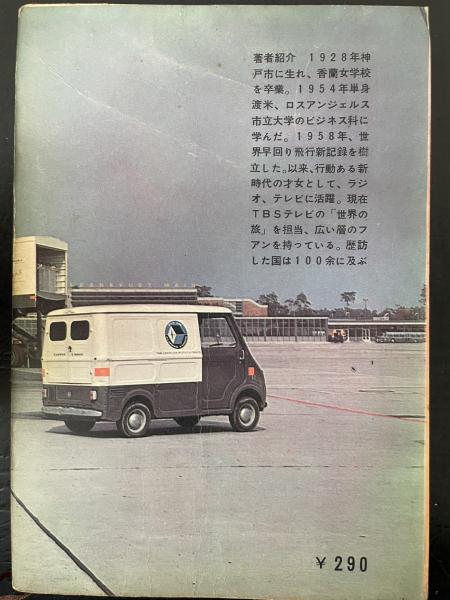 著者紹介　1928年神
戸市に生れ、香蘭女学校
を卒業。1954年単身
渡米、ロスアンジェルス
市立大学のビジネス科に
学んだ。1958年、世
界早回り飛行新記録を樹
立した。以来、行動ある新
時代の才女として、ラジ
オ、テレビに活躍。現在
TBSテレビの「世界の
旅」を担当、広い層のフ
アンを持っている。歴訪
した国は100余に及ぶ
FRANKFURT MAIN
¥ 290